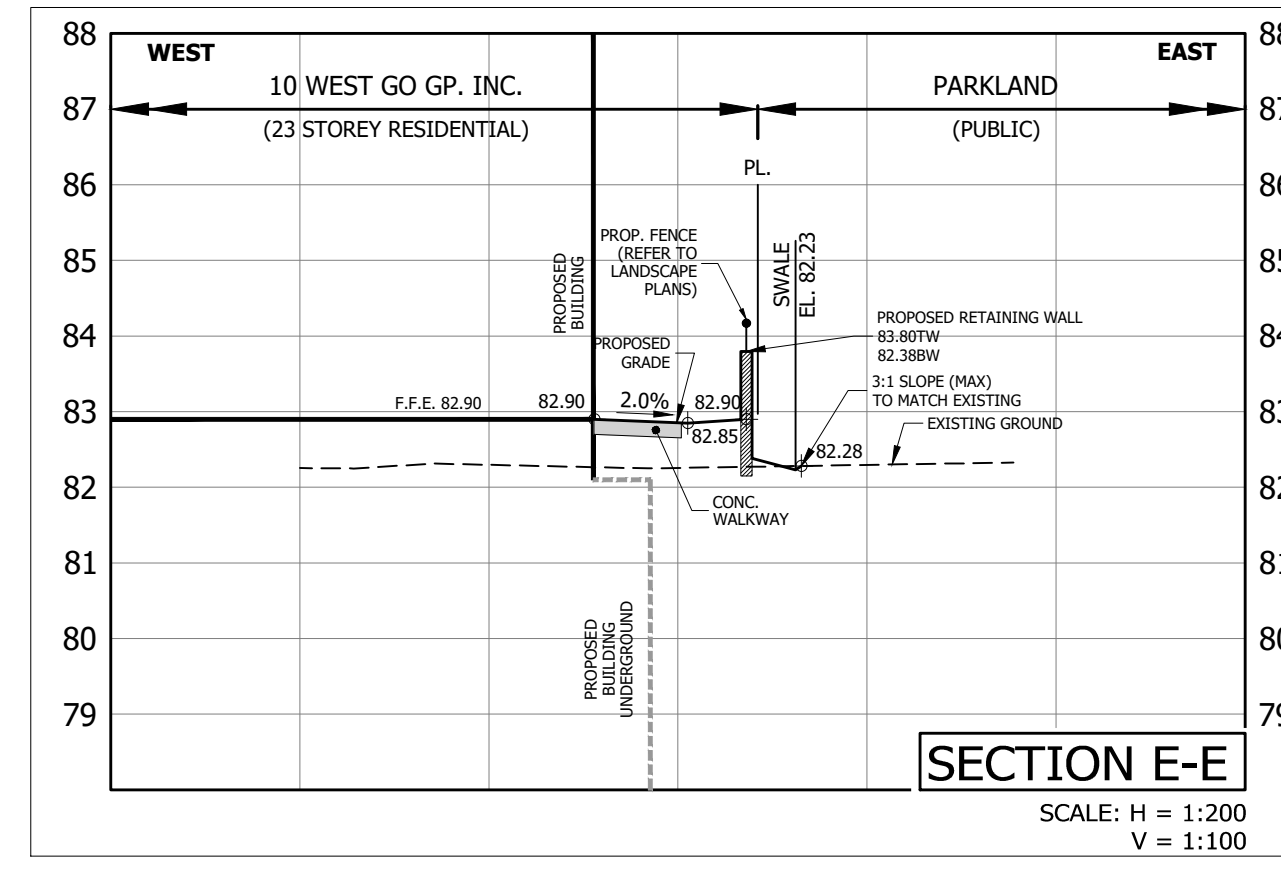 88
WEST
EAST
10 WEST GO GP. INC.
PARKLAND
87
(23 STOREY RESIDENTIAL)
(PUBLIC)
86
PL.
PROP. FENCE
(REFER TO
LANDSCAPE
PLANS)
85
PROPOSED
BUILDING
SWALE
EL. 82.23
84
PROPOSED
GRADE
PROPOSED RETAINING WALL
83.80TW
82.38BW
3:1 SLOPE (MAX)
TO MATCH EXISTING
83
F.F.E. 82.90
82.90
2.0%
82.90
82.85
EXISTING GROUND
82.28
82
CONC.
WALKWAY
81
80
PROPOSED
BUILDING
UNDERGROUND
79
SECTION E-E
SCALE: H = 1:200
V = 1:100